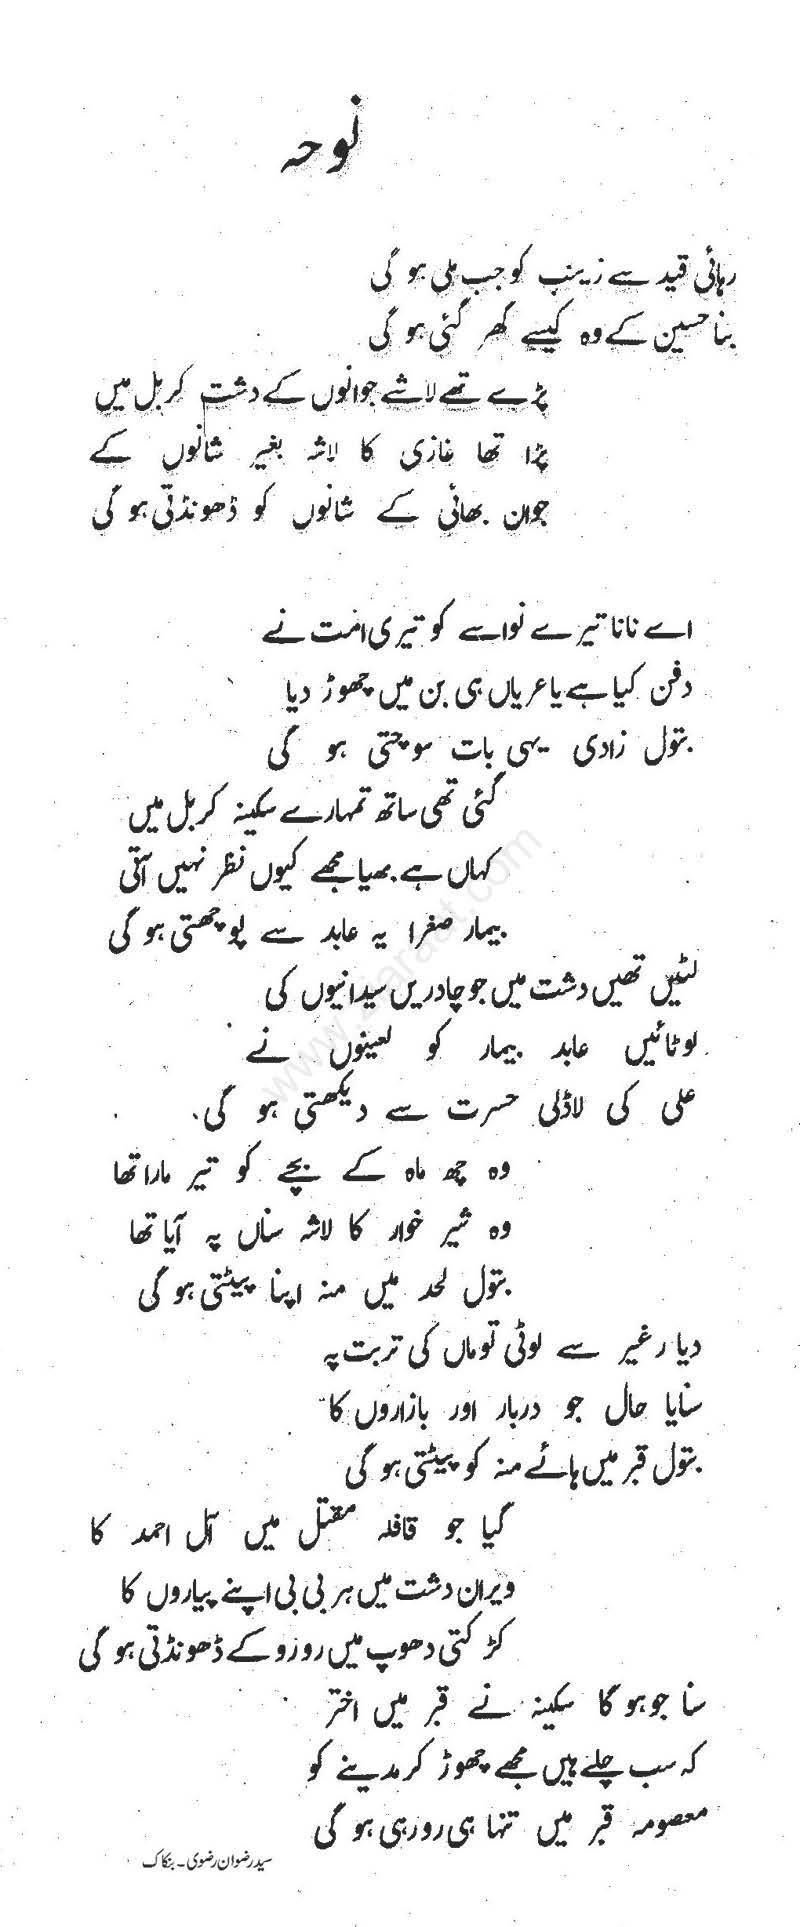 نوحہ
رہائی قید سے زینب کو جب ملی ہو گی
بنا حسین کے وہ کیسے گھر گئی ہو گی
پڑے تھے لاشے جوانوں کے دشت کربل میں
پڑا تھا غازی کا لاشہ بغیر شانوں کے
جوان بھائی کے شانوں کو ڈھونڈتی ہو گی
اے نانا تیرے نواسے کو تیری امت نے
دفن کیا ہے یا عریاں ہی بن میں چھوڑ دیا
بتول زادی یہی بات سوچتی ہو گی
گئی تھی ساتھ تمہارے سکینہ کربل میں
کہاں ہے بھیا مجھے کیوں نظر نہیں آتی
بیمار صغرا یہ عابد سے پوچھتی ہو گی
لٹیں تھیں دشت میں جو چادریں سیدانیوں کی
لوٹائیں عابد بیمار کو لعینوں نے
علی کی لاڈلی حسرت سے دیکھتی ہو گی.
وہ چھ ماہ کے بچے کو تیر مارا تھا
وہ شیر خوار کا لاشہ سناں پہ آیا تھا
بتول لحد میں منہ اپنا پیٹتی ہو گی
دیا رغیر سے لوٹی تو ماں کی تربت پہ
سنایا حال جو دربار اور بازاروں کا
بتول قبر میں ہائے منہ کو پیٹتی ہو گی
گیا جو قافلہ مقتل میں آل احمد کا
ویران دشت میں ہر بی بی اپنے پیاروں کا
کڑکتی دھوپ میں رو رو کے ڈھونڈتی ہو گی
سنا جو ہو گا سکینہ نے قبر میں اختر
کہ سب چلے ہیں مجھے چھوڑ کر مدینے کو
معصومہ قبر میں تنہا ہی رو رہی ہو گی
سید رضوان رضوی۔ بنکاک
www.ziaraat.com